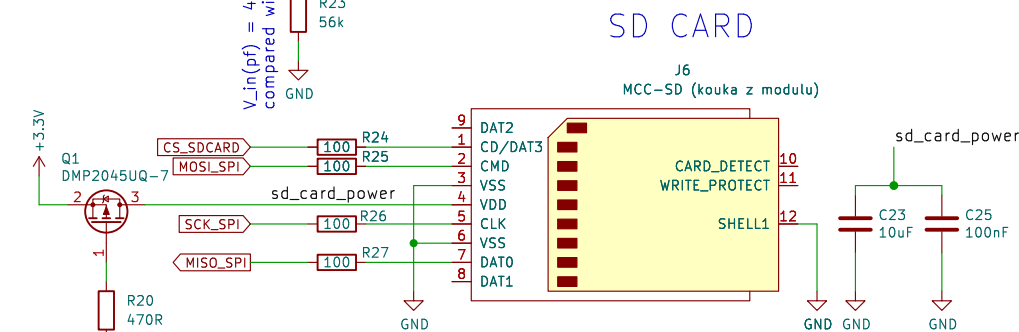 R23
56k
V_in(pf) = 4
compared wi
GND
SD CARD
J6
MCC-SD (kouka z modulu)
+3.3V
Q1
DMP2045UQ-7
2
3
1
R20
470R
CS_SDCARD
100
R24
MOSI_SPI
100
R25
sd_card_power
SCK_SPI
100
R26
MISO_SPI
100
R27
GND
9 DAT2
1 CD/DAT3
2 CMD
3 VSS
4 VDD
5 CLK
6 VSS
7 DAT0
8 DAT1
CARD_DETECT 10
WRITE_PROTECT 11
SHELL1 12
GND
sd_card_power
C23
10uF
GND
C25
100nF
GND